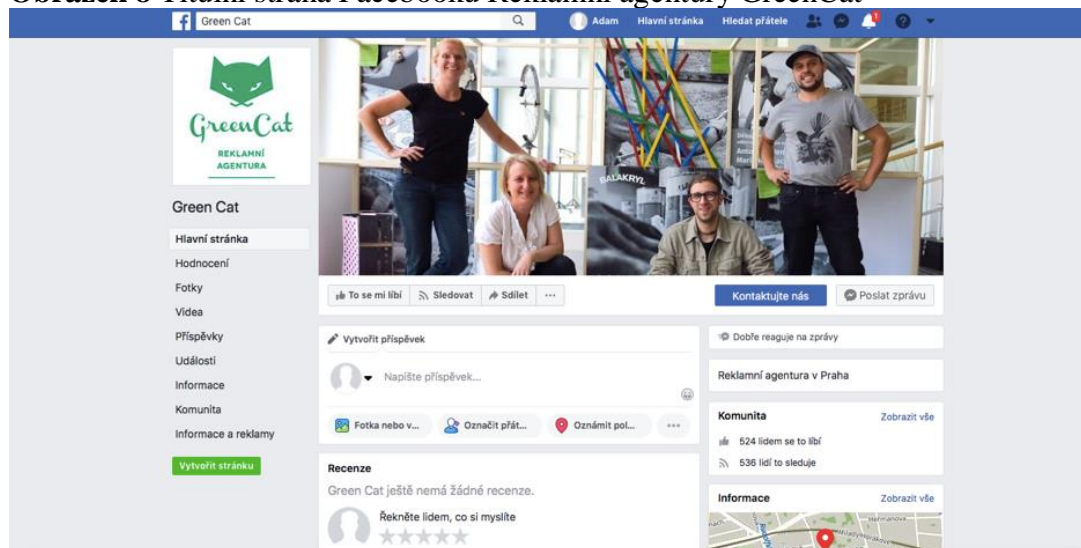 Obrázek 8 Titulní strana Facebooku Reklamní agentury GreenCat
Green Cat
Adam Hlavní stránka Hledat přátele
GreenCat
REKLAMNÍ
AGENTURA
BALAKRYL
Green Cat
Hlavní stránka
Hodnocení
Fotky
Videa
Příspěvky
Události
Informace
Komunita
Informace a reklamy
Vytvořit stránku
To se mi líbí Sledovat Sdílet ...
Kontaktujte nás Poslat zprávu
Vytvořit příspěvek
Napište příspěvek...
Fotka nebo v... Označit přát... Oznámit pol... ...
Recenze
Green Cat ještě nemá žádné recenze.
Řekněte lidem, co si myslíte
Dobře reaguje na zprávy
Reklamní agentura v Praha
Komunita Zobrazit vše
524 lidem se to líbí
536 lidí to sleduje
Informace Zobrazit vše